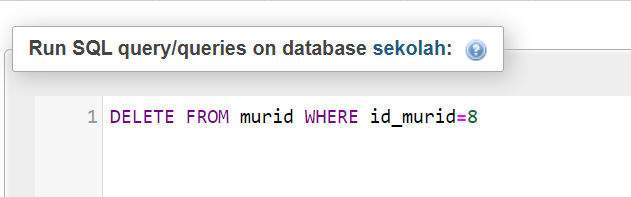 Run SQL query/queries on database sekolah:
1 DELETE FROM murid WHERE id_murid=8